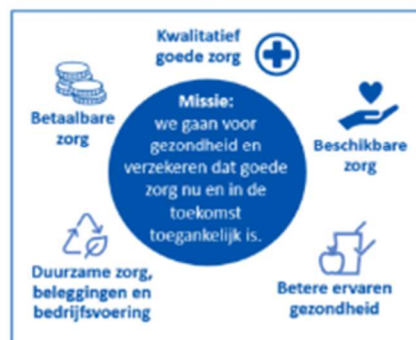 Kwalitatief
goede zorg
Betaalbare
zorg
Missie:
we gaan voor
gezondheid en
verzekeren dat goede
zorg nu en in de
toekomst
toegankelijk is.
Beschikbare
zorg
Duurzame zorg,
beleggingen en
bedrijfsvoering
Betere ervaren
gezondheid